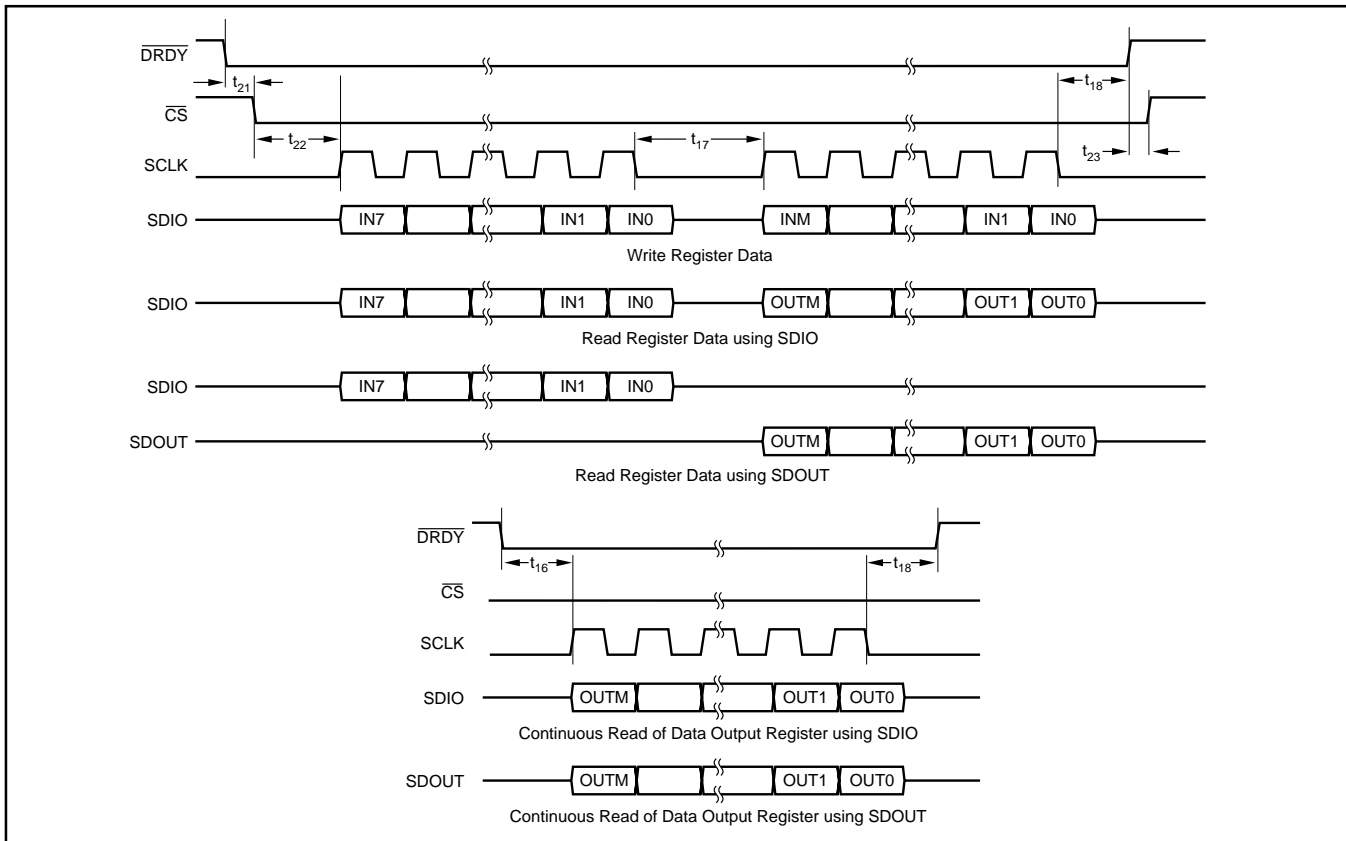 DRDY
t21
t18
CS
t22
t17
t23
SCLK
SDIO IN7 IN1 IN0 INM IN1 IN0
Write Register Data
SDIO IN7 IN1 IN0 OUTM OUT1 OUT0
Read Register Data using SDIO
SDIO IN7 IN1 IN0
SDOUT OUTM OUT1 OUT0
Read Register Data using SDOUT
DRDY
t16 t18
CS
SCLK
SDIO OUTM OUT1 OUT0
Continuous Read of Data Output Register using SDIO
SDOUT OUTM OUT1 OUT0
Continuous Read of Data Output Register using SDOUT